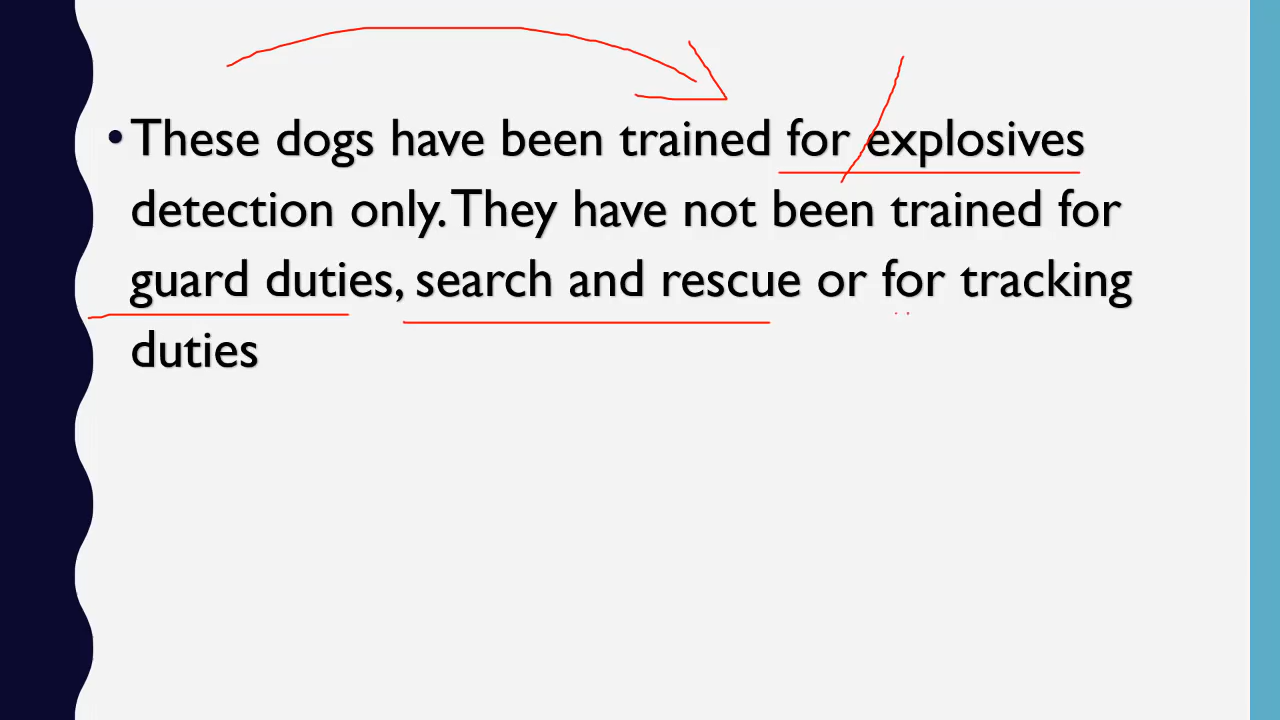 • These dogs have been trained for explosives
detection only. They have not been trained for
guard duties, search and rescue or for tracking
duties